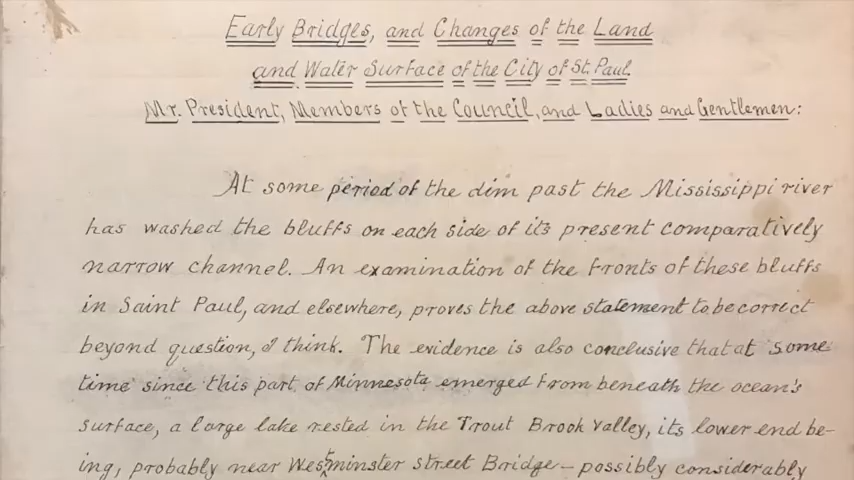 Early Bridges, and Changes of the Land
and Water Surface of the City of St. Paul.
Mr. President, Members of the Council, and Ladies and Gentlemen:
At some period of the dim past the Mississippi river
has washed the bluffs on each side of its present comparatively
narrow channel. An examination of the fronts of these bluffs
in Saint Paul, and elsewhere, proves the above statement to be correct
beyond question, I think. The evidence is also conclusive that at some
time since this part of Minnesota emerged from beneath the ocean's
surface, a large lake rested in the Trout Brook Valley, its lower end be-
ing, probably near Westminster street Bridge – possibly considerably